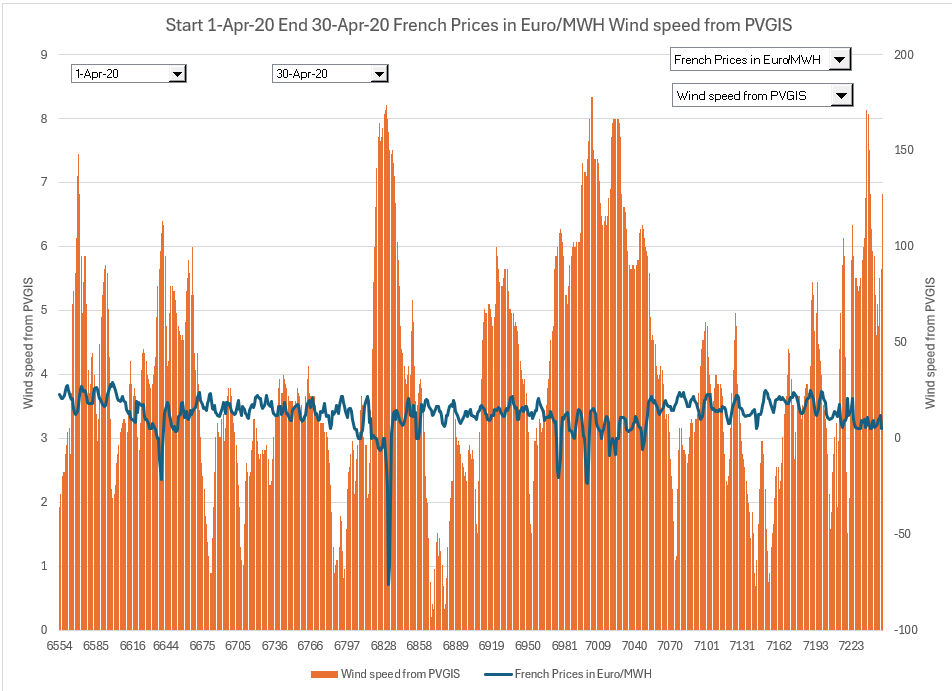 Start 1-Apr-20 End 30-Apr-20 French Prices in Euro/MWH Wind speed from PVGIS
1-Apr-20
30-Apr-20
French Prices in Euro/MWH
Wind speed from PVGIS
9
8
7
6
5
4
3
2
1
0
Wind speed from PVGIS
200
150
100
50
0
-50
-100
Wind speed from PVGIS
6554 6585 6616 6644 6675 6705 6736 6766 6797 6828 6858 6889 6919 6950 6981 7009 7040 7070 7101 7131 7162 7193 7223
Wind speed from PVGIS French Prices in Euro/MWH